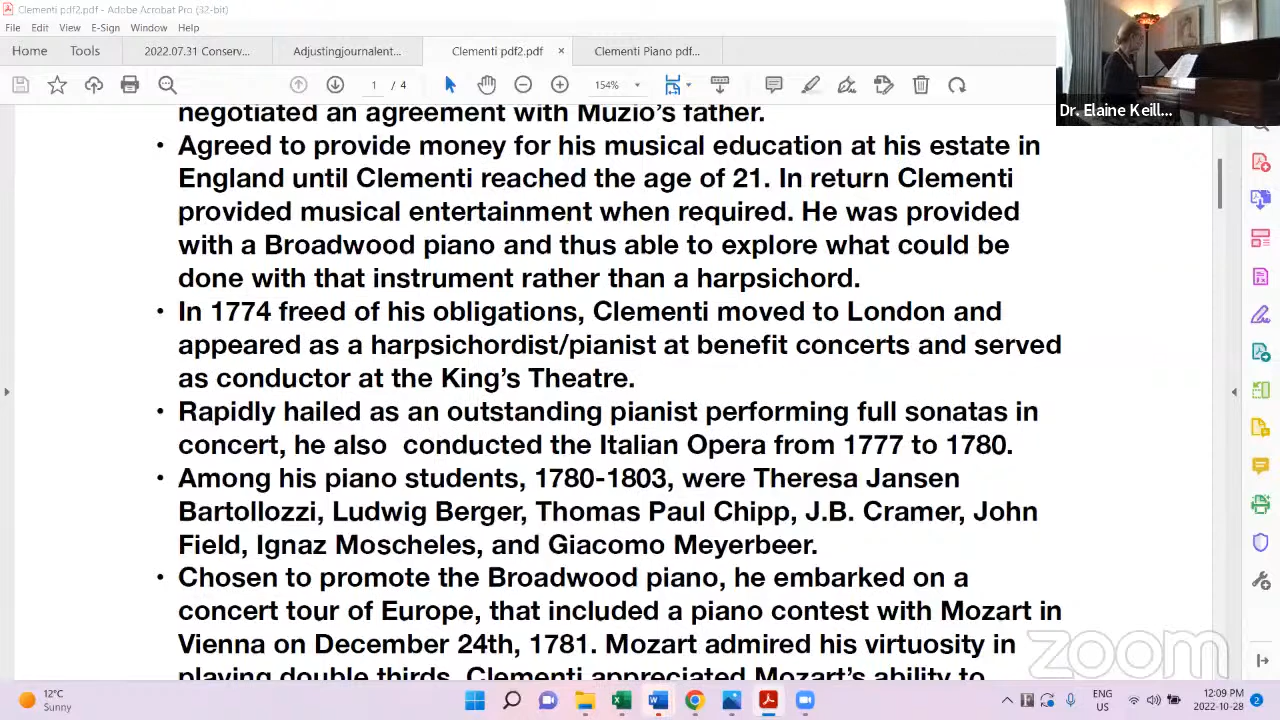 Clementi pdf2.pdf - Adobe Acrobat Pro (32-bit)
File Edit View E-Sign Window Help
Home Tools 2022.07.31 Conserv... Adjustingjournalent... Clementi pdf2.pdf × Clementi Piano pdf...
1 / 4 154%
Dr. Elaine Keill...
negotiated an agreement with Muzio's father.
• Agreed to provide money for his musical education at his estate in
England until Clementi reached the age of 21. In return Clementi
provided musical entertainment when required. He was provided
with a Broadwood piano and thus able to explore what could be
done with that instrument rather than a harpsichord.
• In 1774 freed of his obligations, Clementi moved to London and
appeared as a harpsichordist/pianist at benefit concerts and served
as conductor at the King's Theatre.
• Rapidly hailed as an outstanding pianist performing full sonatas in
concert, he also  conducted the Italian Opera from 1777 to 1780.
• Among his piano students, 1780-1803, were Theresa Jansen
Bartollozzi, Ludwig Berger, Thomas Paul Chipp, J.B. Cramer, John
Field, Ignaz Moscheles, and Giacomo Meyerbeer.
• Chosen to promote the Broadwood piano, he embarked on a
concert tour of Europe, that included a piano contest with Mozart in
Vienna on December 24th, 1781. Mozart admired his virtuosity in
playing double thirds. Clementi appreciated Mozart's ability to
zoom
12°C
Sunny
ENG
US
12:09 PM
2022-10-28
2